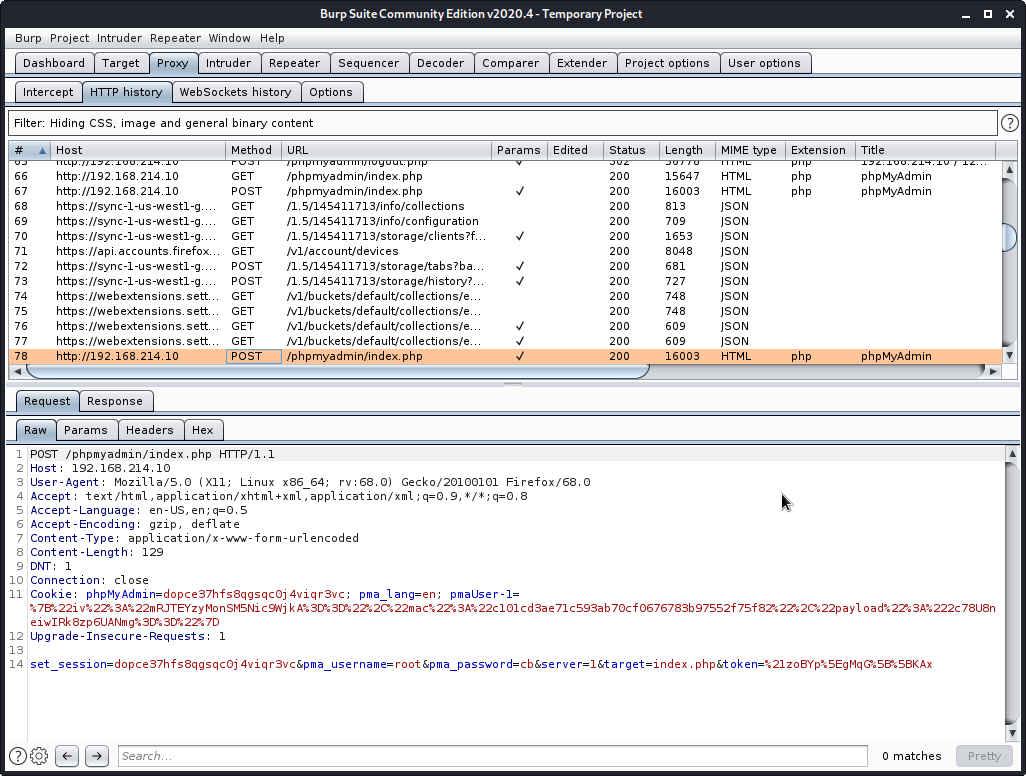 Burp Suite Community Edition v2020.4 - Temporary Project
Burp Project Intruder Repeater Window Help
Dashboard Target Proxy Intruder Repeater Sequencer Decoder Comparer Extender Project options User options
Intercept HTTP history WebSockets history Options
Filter: Hiding CSS, image and general binary content ?
# Host Method URL Params Edited Status Length MIME type Extension Title
65 http://192.168.214.10 POST /phpmyadmin/logout.php ✓ 302 HTML php 192.168.214.10 / 12...
66 http://192.168.214.10 GET /phpmyadmin/index.php 200 15647 HTML php phpMyAdmin
67 http://192.168.214.10 POST /phpmyadmin/index.php ✓ 200 16003 HTML php phpMyAdmin
68 https://sync-1-us-west1-g.... GET /1.5/145411713/info/collections 200 813 JSON
69 https://sync-1-us-west1-g.... GET /1.5/145411713/info/configuration 200 709 JSON
70 https://sync-1-us-west1-g.... GET /1.5/145411713/storage/clients?f... ✓ 200 1653 JSON
71 https://api.accounts.firefox... GET /v1/account/devices 200 8048 JSON
72 https://sync-1-us-west1-g.... POST /1.5/145411713/storage/tabs?ba... ✓ 200 681 JSON
73 https://sync-1-us-west1-g.... POST /1.5/145411713/storage/history?... ✓ 200 727 JSON
74 https://webextensions.sett... GET /v1/buckets/default/collections/e... 200 748 JSON
75 https://webextensions.sett... GET /v1/buckets/default/collections/e... 200 748 JSON
76 https://webextensions.sett... GET /v1/buckets/default/collections/e... ✓ 200 609 JSON
77 https://webextensions.sett... GET /v1/buckets/default/collections/e... ✓ 200 609 JSON
78 http://192.168.214.10 POST /phpmyadmin/index.php ✓ 200 16003 HTML php phpMyAdmin
Request Response
Raw Params Headers Hex
1 POST /phpmyadmin/index.php HTTP/1.1
2 Host: 192.168.214.10
3 User-Agent: Mozilla/5.0 (X11; Linux x86_64; rv:68.0) Gecko/20100101 Firefox/68.0
4 Accept: text/html,application/xhtml+xml,application/xml;q=0.9,*/*;q=0.8
5 Accept-Language: en-US,en;q=0.5
6 Accept-Encoding: gzip, deflate
7 Content-Type: application/x-www-form-urlencoded
8 Content-Length: 129
9 DNT: 1
10 Connection: close
11 Cookie: phpMyAdmin=dopce37hfs8qgsqc0j4viqr3vc; pma_lang=en; pmaUser-1=
%7B%22iv%22%3A%22mRJTEYzyMonSM5Nic9WjkA%3D%3D%22%2C%22mac%22%3A%22c101cd3ae71c593ab70cf0676783b97552f75f82%22%2C%22payload%22%3A%222c78U8n
eiwIRk8zp6UANmg%3D%3D%22%7D
12 Upgrade-Insecure-Requests: 1
13
14 set_session=dopce37hfs8qgsqc0j4viqr3vc&pma_username=root&pma_password=cb&server=1&target=index.php&token=%21zoBYp%5EgMqG%5B%5BKAx
? Search... 0 matches Pretty